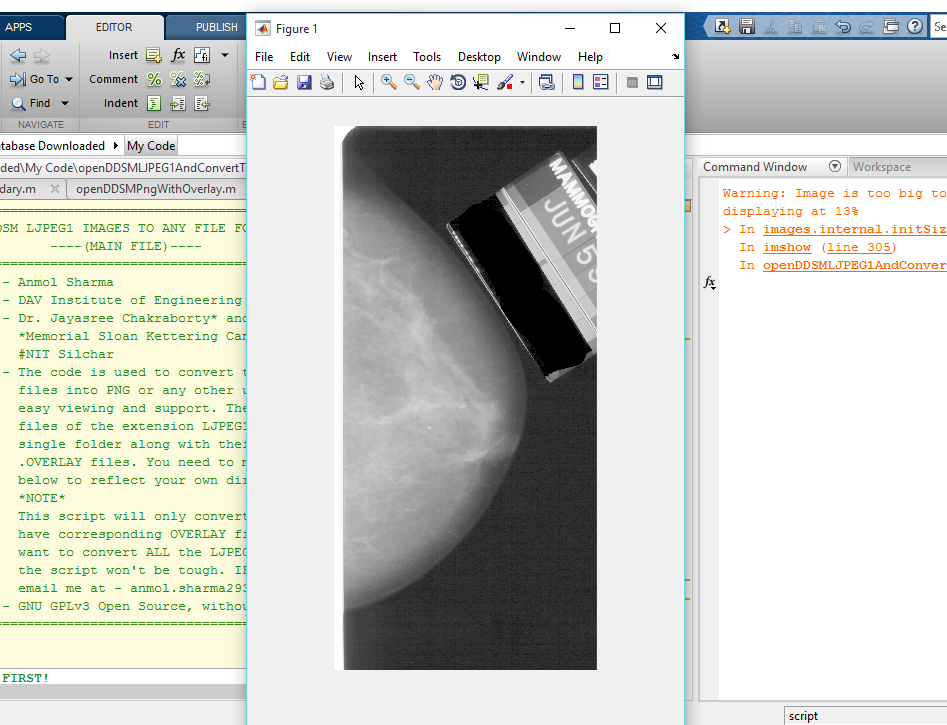 APPS
EDITOR
PUBLISH
Figure 1
Se
Insert
fx
File Edit View Insert Tools Desktop Window Help
Go To
Comment
Find
Indent
NAVIGATE
EDIT
tabase Downloaded
My Code
ded\My Code\openDDSMLJPEG1AndConvertT
Command Window
Workspace
dary.m
openDDSMPngWithOverlay.m
Warning: Image is too big to
displaying at 13%
> In images.internal.initSiz
In imshow (line 305)
In openDDSMLJPEG1AndConver
fx
DSM LJPEG1 IMAGES TO ANY FILE FO
----(MAIN FILE)----
- Anmol Sharma
- DAV Institute of Engineering
- Dr. Jayasree Chakraborty* and
*Memorial Sloan Kettering Can
#NIT Silchar
- The code is used to convert t
files into PNG or any other u
easy viewing and support. The
files of the extension LJPEG1
single folder along with thei
.OVERLAY files. You need to m
below to reflect your own dir
*NOTE*
This script will only convert
have corresponding OVERLAY fi
want to convert ALL the LJPEG
the script won't be tough. If
email me at - anmol.sharma293
- GNU GPLv3 Open Source, withou
FIRST!
MAMMOG
JUN 5
script